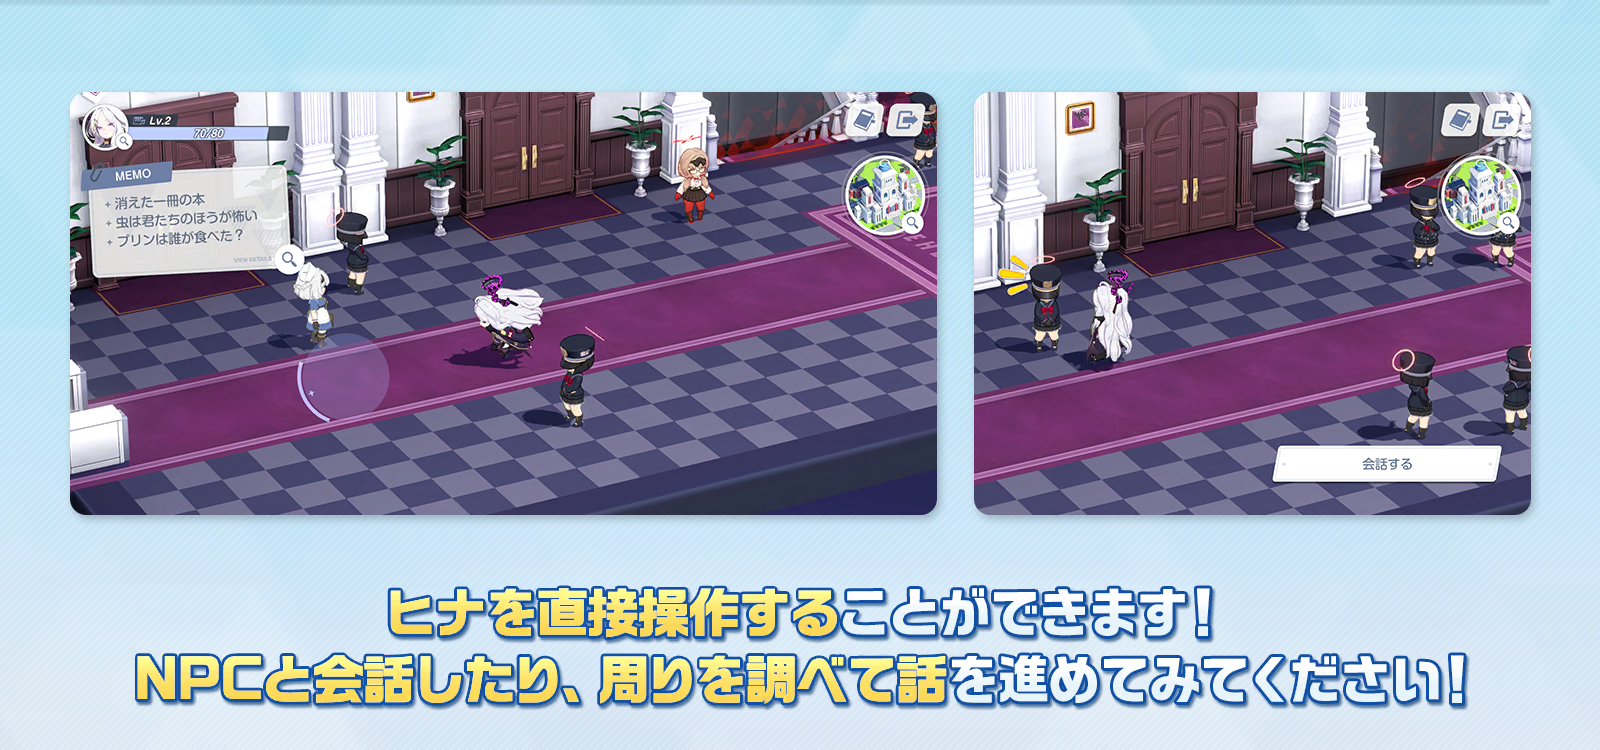 Lv.2
70/80
MEMO
+ 消えた一冊の本
+ 虫は君たちのほうが怖い
+ プリンは誰が食べた？
VIEW DETAILS
会話する
ヒナを直接操作することができます！
NPCと会話したり、周りを調べて話を進めてみてください！